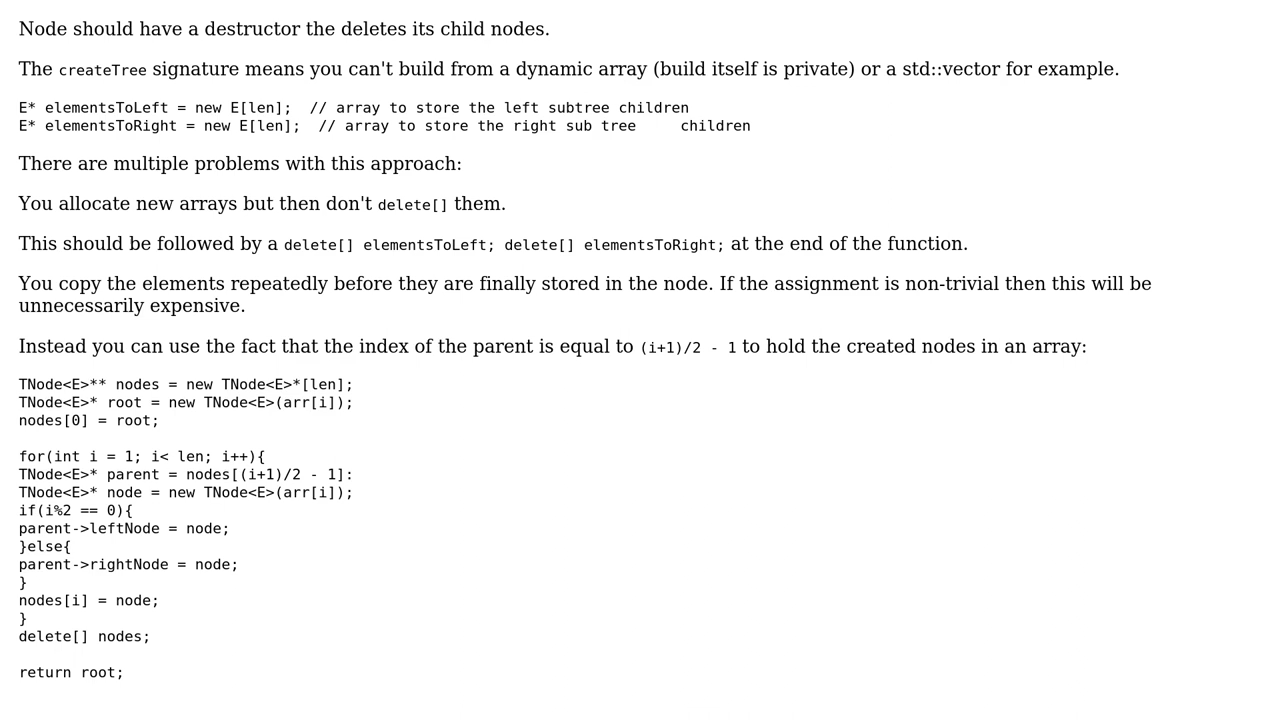 Node should have a destructor the deletes its child nodes.
The createTree signature means you can't build from a dynamic array (build itself is private) or a std::vector for example.
E* elementsToLeft = new E[len];  // array to store the left subtree children
E* elementsToRight = new E[len];  // array to store the right sub tree     children
There are multiple problems with this approach:
You allocate new arrays but then don't delete[] them.
This should be followed by a delete[] elementsToLeft; delete[] elementsToRight; at the end of the function.
You copy the elements repeatedly before they are finally stored in the node. If the assignment is non-trivial then this will be
unnecessarily expensive.
Instead you can use the fact that the index of the parent is equal to (i+1)/2 - 1 to hold the created nodes in an array:
TNode<E>** nodes = new TNode<E>*[len];
TNode<E>* root = new TNode<E>(arr[i]);
nodes[0] = root;
for(int i = 1; i< len; i++){
TNode<E>* parent = nodes[(i+1)/2 - 1]:
TNode<E>* node = new TNode<E>(arr[i]);
if(i%2 == 0){
parent->leftNode = node;
}else{
parent->rightNode = node;
}
nodes[i] = node;
}
delete[] nodes;
return root;